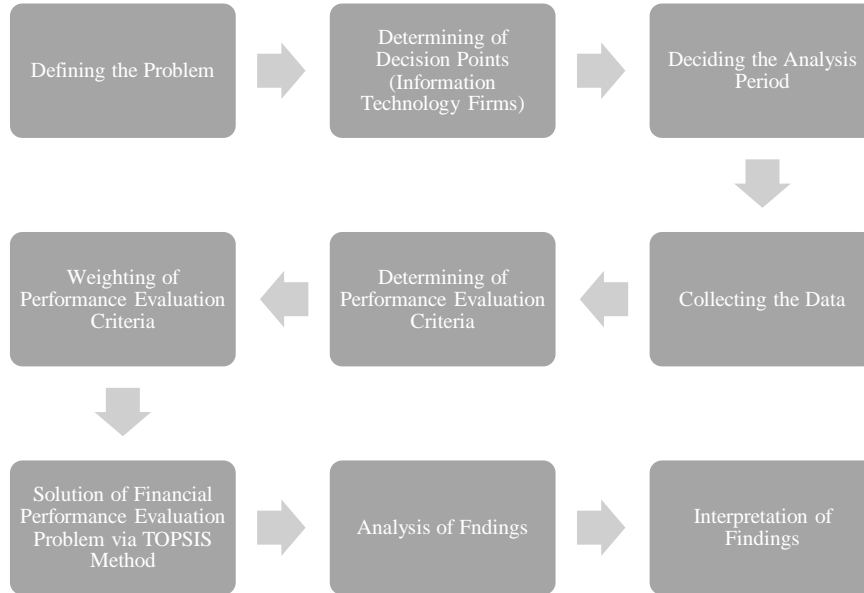 Defining the Problem
Determining of
Decision Points
(Information
Technology Firms)
Deciding the Analysis
Period
Collecting the Data
Determining of
Performance Evaluation
Criteria
Weighting of
Performance Evaluation
Criteria
Solution of Financial
Performance Evaluation
Problem via TOPSIS
Method
Analysis of Fndings
Interpretation of
Findings